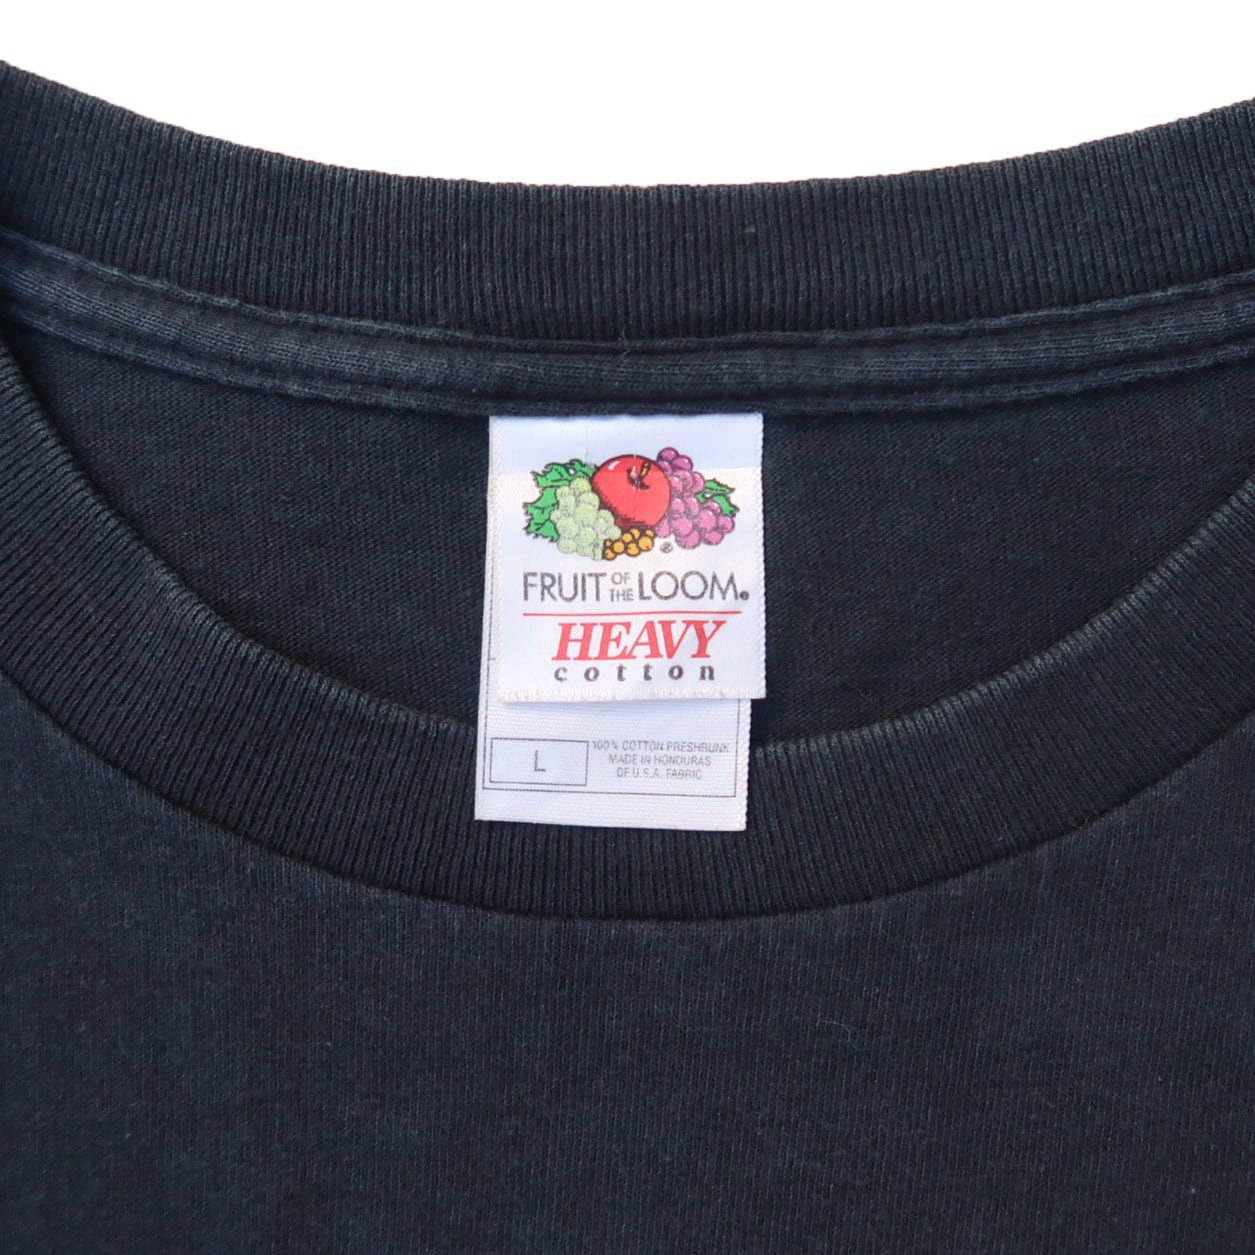 FRUIT OF THE LOOM®
HEAVY
cotton
L
100% COTTON PRESHRUNK
MADE IN HONDURAS
OF U.S.A. FABRIC